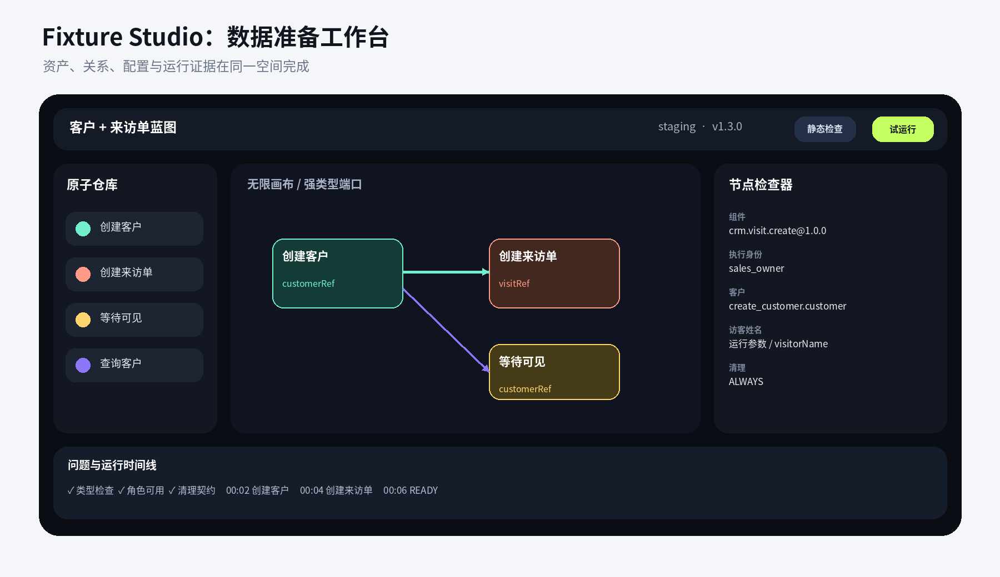 Fixture Studio：数据准备工作台
资产、关系、配置与运行证据在同一空间完成
客户 + 来访单蓝图
staging · v1.3.0
静态检查
试运行
原子仓库
创建客户
创建来访单
等待可见
查询客户
无限画布 / 强类型端口
创建客户
customerRef
创建来访单
visitRef
等待可见
customerRef
节点检查器
组件
crm.visit.create@1.0.0
执行身份
sales_owner
客户
create_customer.customer
访客姓名
运行参数 / visitorName
清理
ALWAYS
问题与运行时间线
✓ 类型检查 ✓ 角色可用 ✓ 清理契约 00:02 创建客户 00:04 创建来访单 00:06 READY